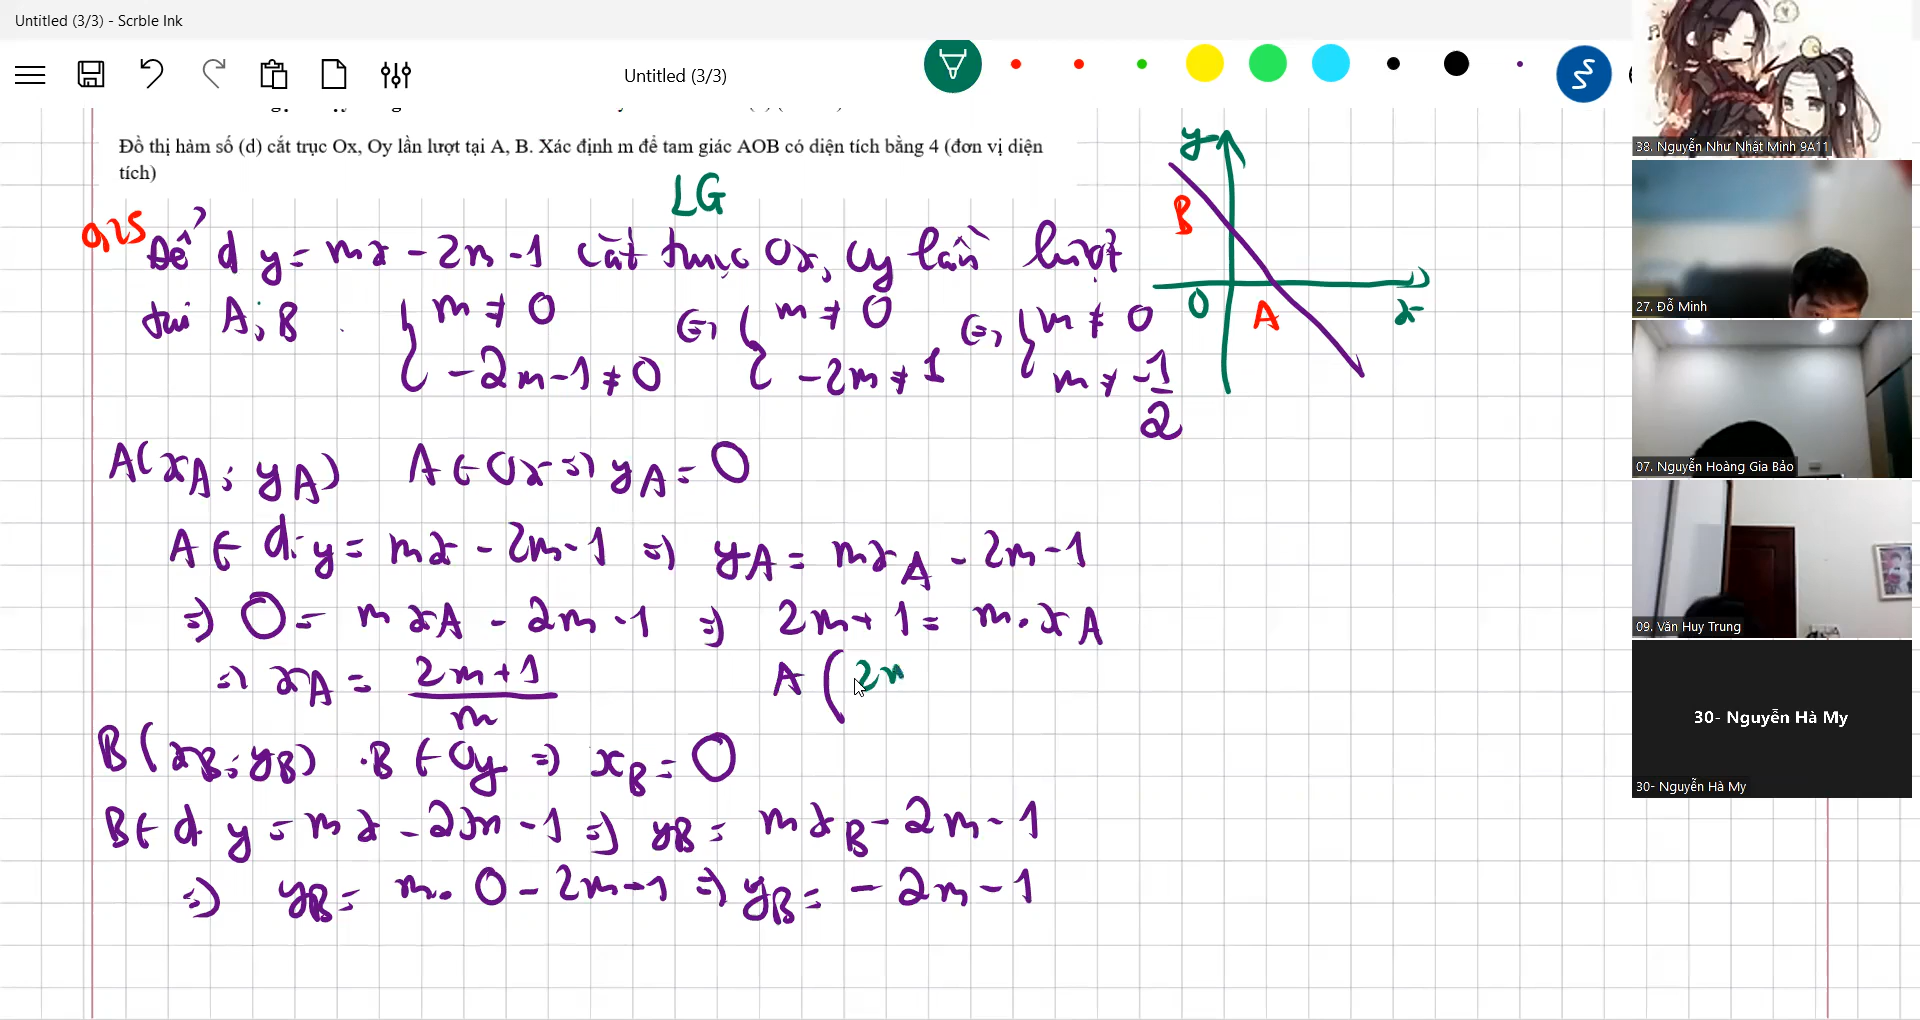 Untitled (3/3) - Scrble Ink
Untitled (3/3)
Đồ thị hàm số (d) cắt trục Ox, Oy lần lượt tại A, B. Xác định m để tam giác AOB có diện tích bằng 4 (đơn vị diện
tích)
LG
0,25 Để d y = mx - 2m - 1 cắt trục Ox, Oy lần lượt
tại A; B { m ≠ 0 ⇔ { m ≠ 0 ⇔ { m ≠ 0
-2m - 1 ≠ 0 -2m ≠ 1 m ≠ -1/2
A(xA; yA) A ∈ Ox ⇒ yA = 0
A ∈ d: y = mx - 2m - 1 ⇒ yA = mxA - 2m - 1
⇒ 0 = mxA - 2m - 1 ⇒ 2m + 1 = m.xA
⇒ xA = (2m + 1)/m A ( 2m
B(xB; yB) .B ∈ Oy ⇒ xB = 0
B ∈ d y = mx - 2m - 1 ⇒ yB = mxB - 2m - 1
⇒ yB = m. 0 - 2m - 1 ⇒ yB = -2m - 1
y
B
O
A
x
38. Nguyễn Như Nhật Minh 9A11
27. Đỗ Minh
07. Nguyễn Hoàng Gia Bảo
09. Văn Huy Trung
30- Nguyễn Hà My
30- Nguyễn Hà My